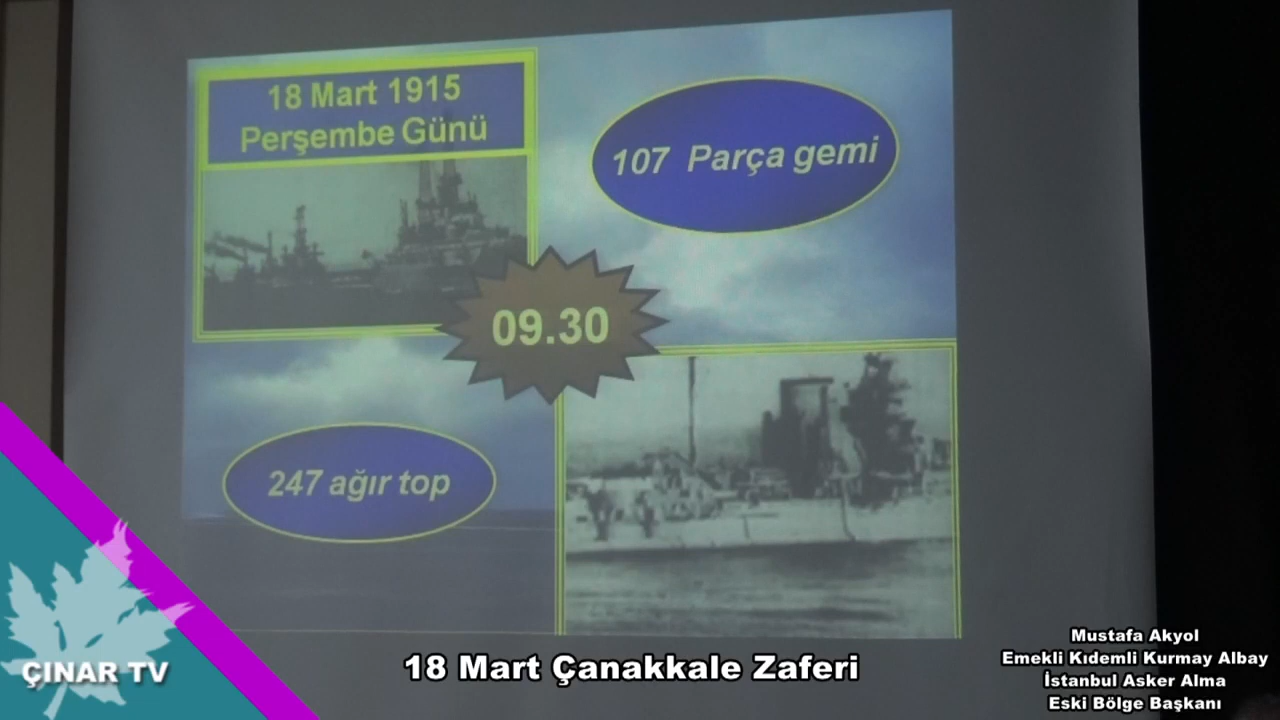 18 Mart 1915
Perşembe Günü
107 Parça gemi
09.30
247 ağır top
ÇINAR TV
18 Mart Çanakkale Zaferi
Mustafa Akyol
Emekli Kıdemli Kurmay Albay
İstanbul Asker Alma
Eski Bölge Başkanı